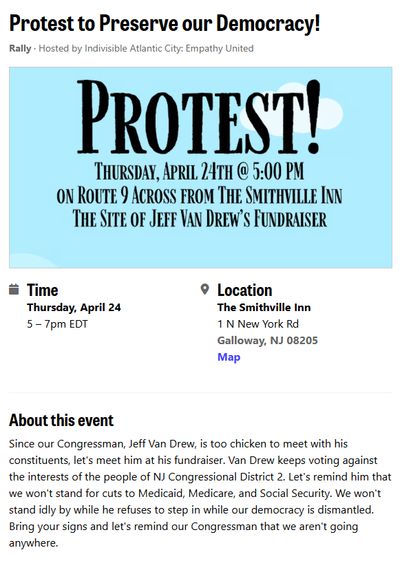 Protest to Preserve our Democracy!
Rally · Hosted by Indivisible Atlantic City: Empathy United
PROTEST!
THURSDAY, APRIL 24TH @ 5:00 PM
ON ROUTE 9 ACROSS FROM THE SMITHVILLE INN
THE SITE OF JEFF VAN DREW'S FUNDRAISER
Time
Thursday, April 24
5 – 7pm EDT
Location
The Smithville Inn
1 N New York Rd
Galloway, NJ 08205
Map
About this event
Since our Congressman, Jeff Van Drew, is too chicken to meet with his
constituents, let's meet him at his fundraiser. Van Drew keeps voting against
the interests of the people of NJ Congressional District 2. Let's remind him that
we won't stand for cuts to Medicaid, Medicare, and Social Security. We won't
stand idly by while he refuses to step in while our democracy is dismantled.
Bring your signs and let's remind our Congressman that we aren't going
anywhere.